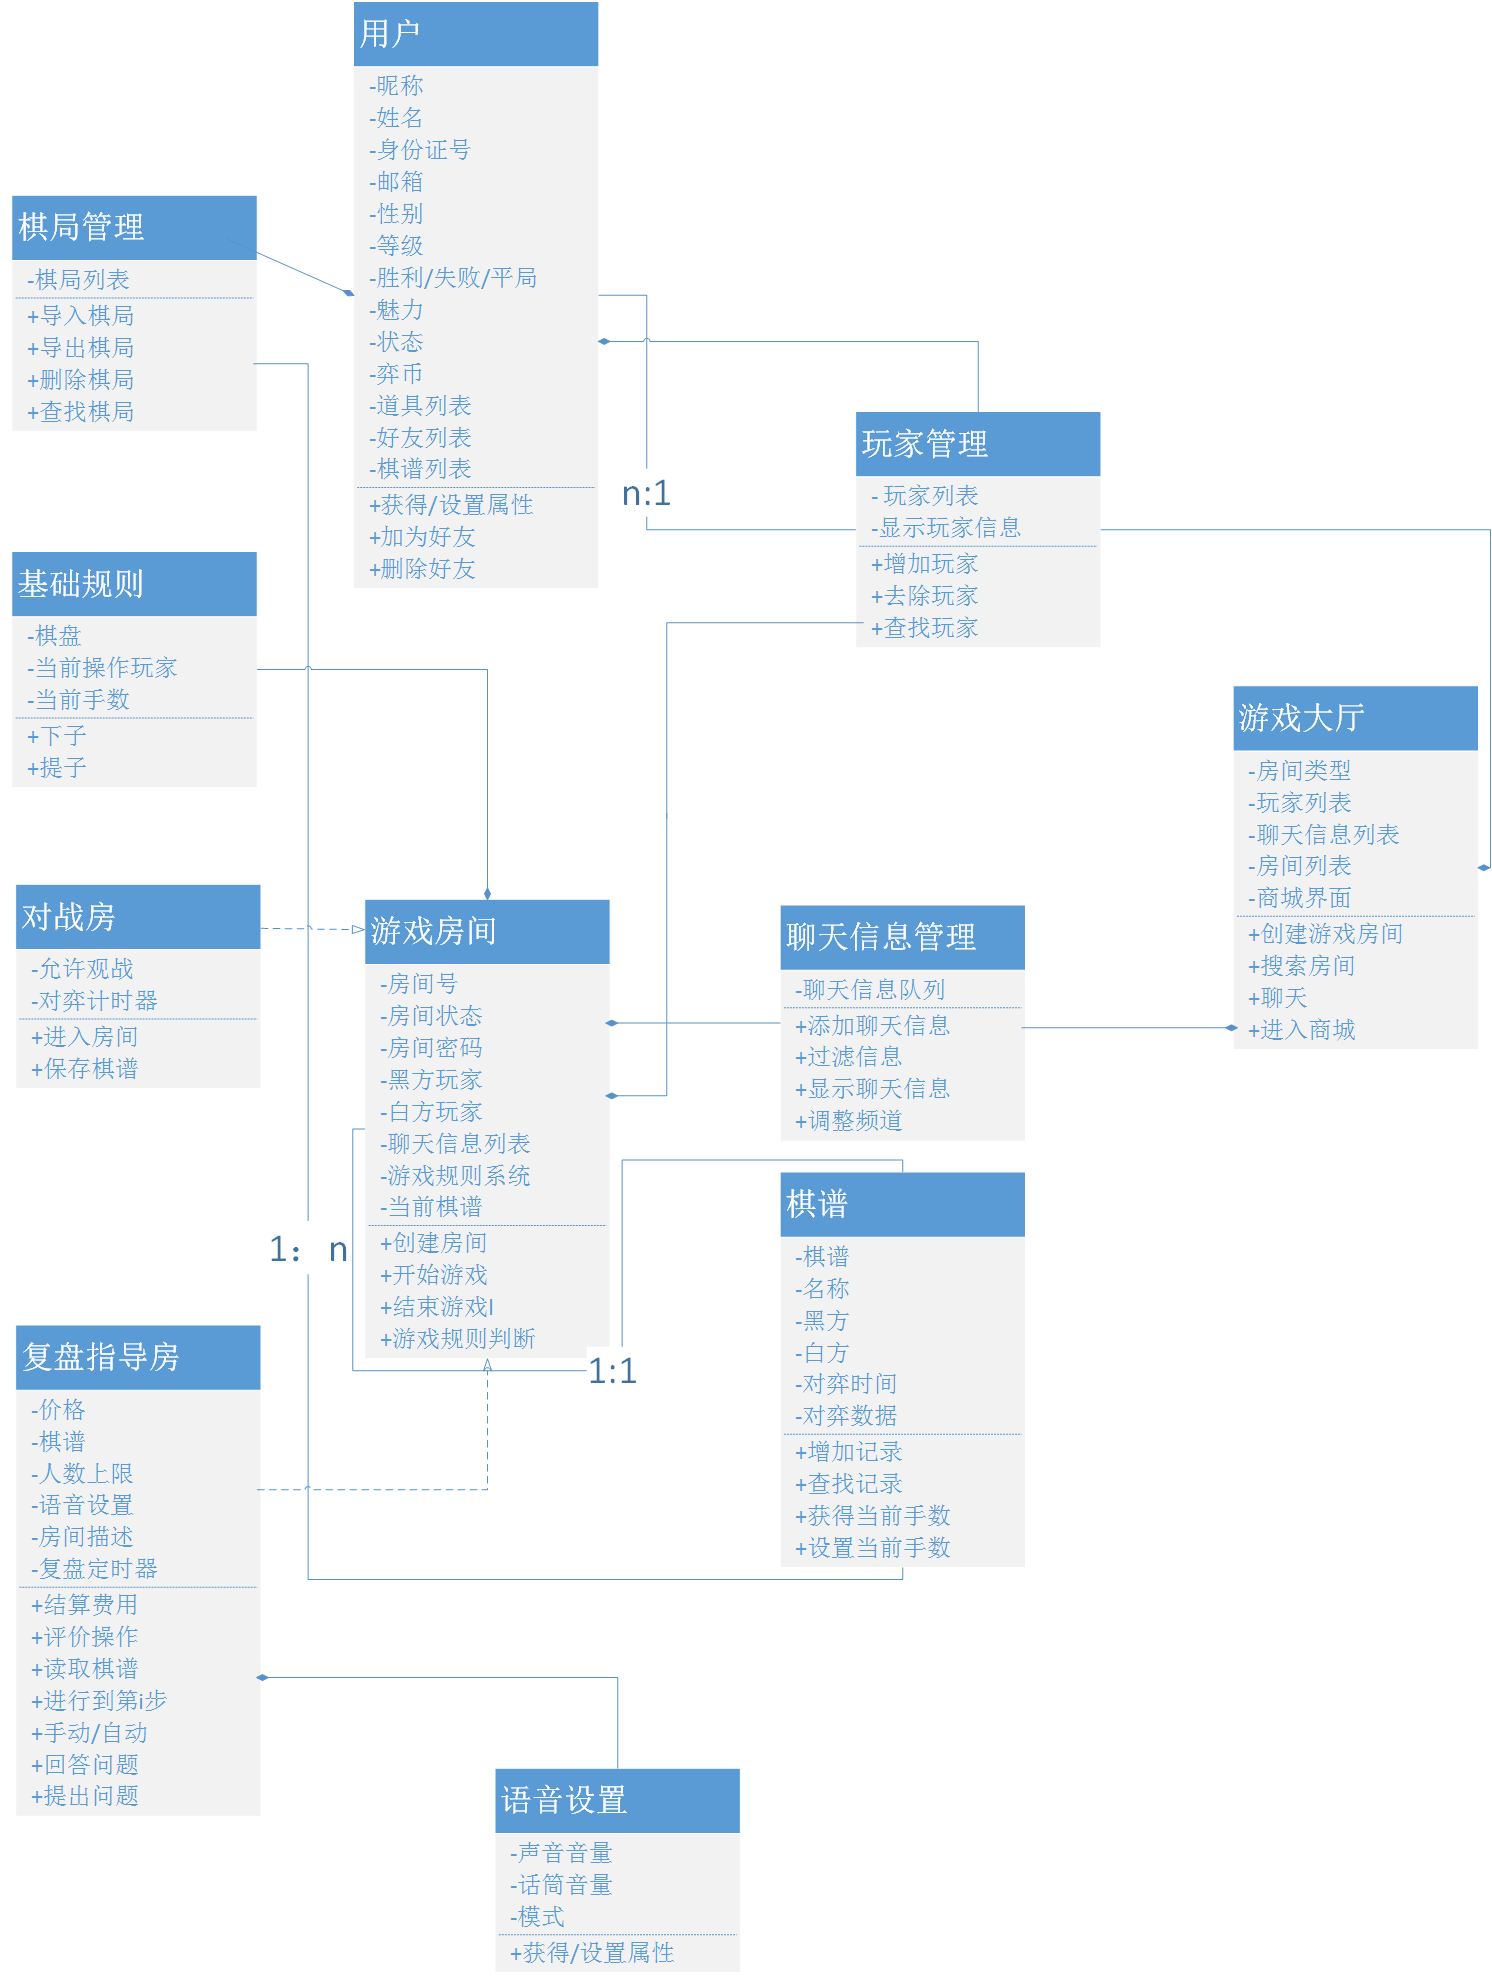 用户
-昵称
-姓名
-身份证号
-邮箱
-性别
-等级
-胜利/失败/平局
-魅力
-状态
-弈币
-道具列表
-好友列表
-棋谱列表
+获得/设置属性
+加为好友
+删除好友
棋局管理
-棋局列表
+导入棋局
+导出棋局
+删除棋局
+查找棋局
n:1
玩家管理
- 玩家列表
-显示玩家信息
+增加玩家
+去除玩家
+查找玩家
基础规则
-棋盘
-当前操作玩家
-当前手数
+下子
+提子
游戏大厅
-房间类型
-玩家列表
-聊天信息列表
-房间列表
-商城界面
+创建游戏房间
+搜索房间
+聊天
+进入商城
对战房
-允许观战
-对弈计时器
+进入房间
+保存棋谱
游戏房间
-房间号
-房间状态
-房间密码
-黑方玩家
-白方玩家
-聊天信息列表
-游戏规则系统
-当前棋谱
+创建房间
+开始游戏
+结束游戏l
+游戏规则判断
聊天信息管理
-聊天信息队列
+添加聊天信息
+过滤信息
+显示聊天信息
+调整频道
棋谱
-棋谱
-名称
-黑方
-白方
-对弈时间
-对弈数据
+增加记录
+查找记录
+获得当前手数
+设置当前手数
1： n
1:1
复盘指导房
-价格
-棋谱
-人数上限
-语音设置
-房间描述
-复盘定时器
+结算费用
+评价操作
+读取棋谱
+进行到第i步
+手动/自动
+回答问题
+提出问题
语音设置
-声音音量
-话筒音量
-模式
+获得/设置属性